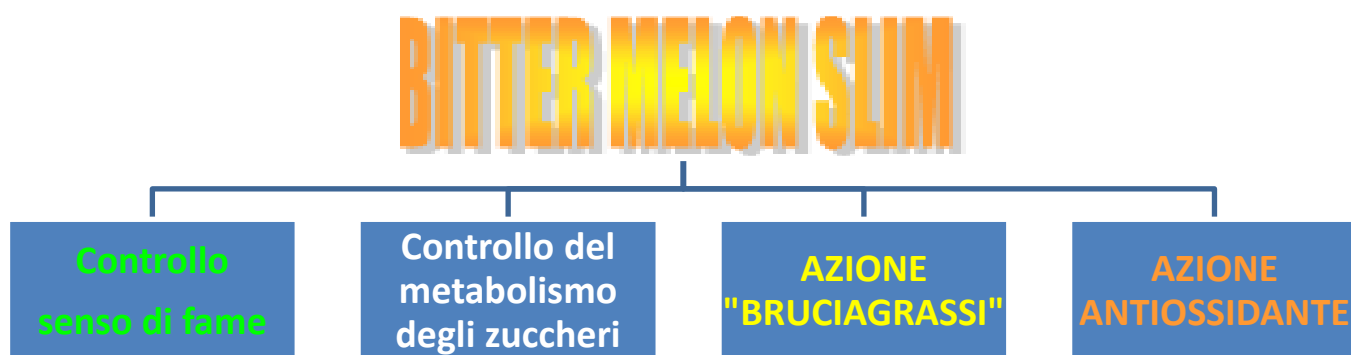 BITTER MELON SLIM
Controllo
senso di fame
Controllo del
metabolismo
degli zuccheri
AZIONE
"BRUCIAGRASSI"
AZIONE
ANTIOSSIDANTE